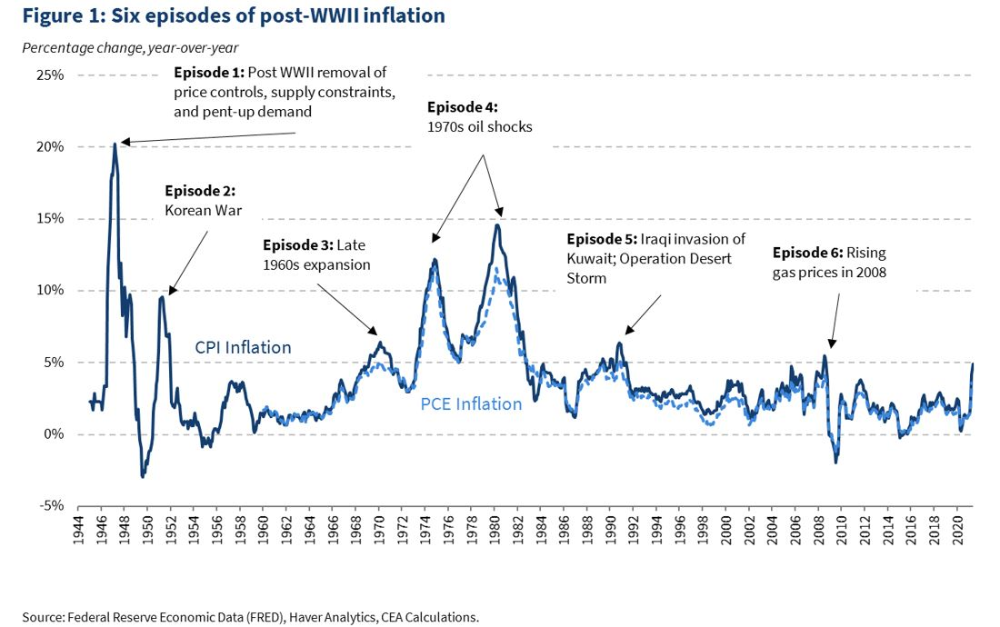 Figure 1: Six episodes of post-WWII inflation
Percentage change, year-over-year
25%
20%
15%
10%
5%
0%
-5%
Episode 1: Post WWII removal of
price controls, supply constraints,
and pent-up demand
Episode 2:
Korean War
Episode 3: Late
1960s expansion
Episode 4:
1970s oil shocks
Episode 5: Iraqi invasion of
Kuwait; Operation Desert
Storm
Episode 6: Rising
gas prices in 2008
CPI Inflation
PCE Inflation
1944
1946
1948
1950
1952
1954
1956
1958
1960
1962
1964
1966
1968
1970
1972
1974
1976
1978
1980
1982
1984
1986
1988
1990
1992
1994
1996
1998
2000
2002
2004
2006
2008
2010
2012
2014
2016
2018
2020
Source: Federal Reserve Economic Data (FRED), Haver Analytics, CEA Calculations.